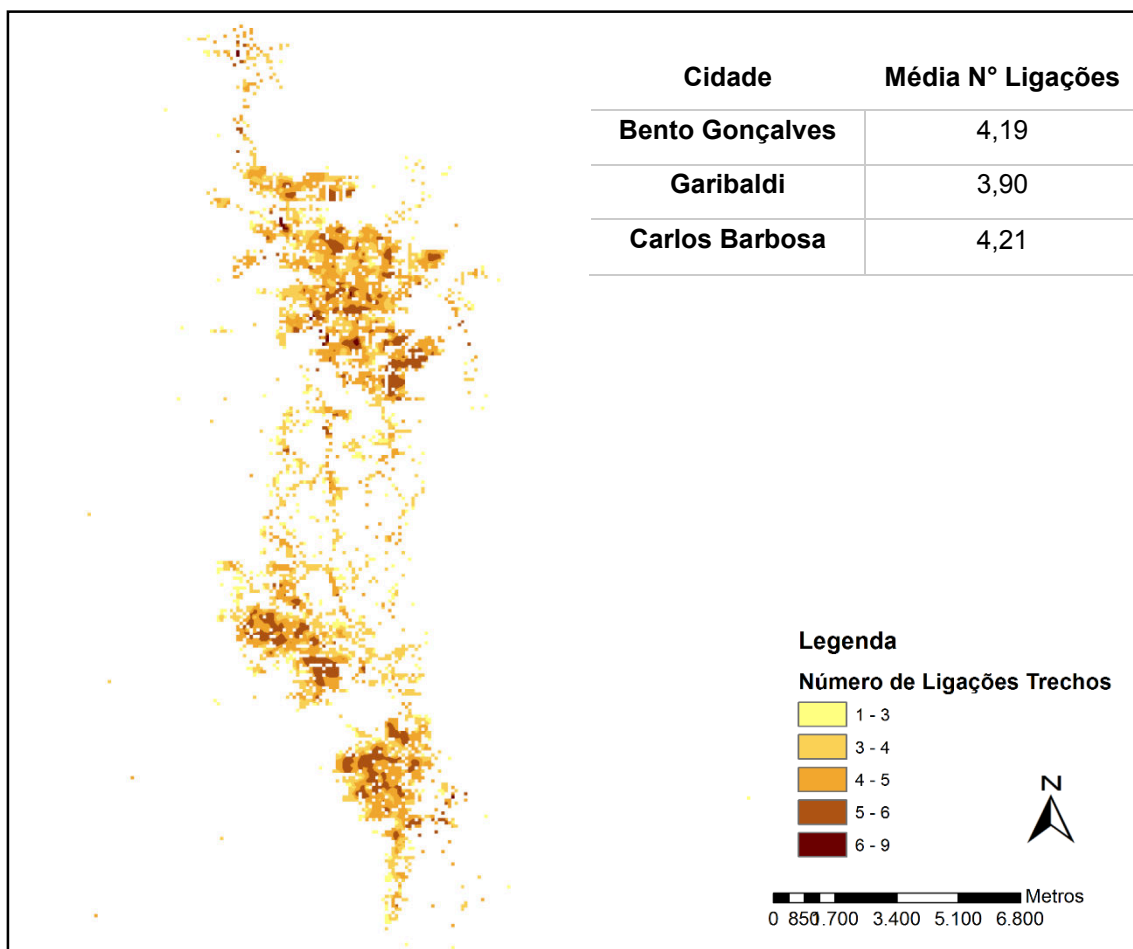 Cidade Média N° Ligações
Bento Gonçalves 4,19
Garibaldi 3,90
Carlos Barbosa 4,21
Legenda
Número de Ligações Trechos
1 - 3
3 - 4
4 - 5
5 - 6
6 - 9
N
Metros
0 850 1.700 3.400 5.100 6.800